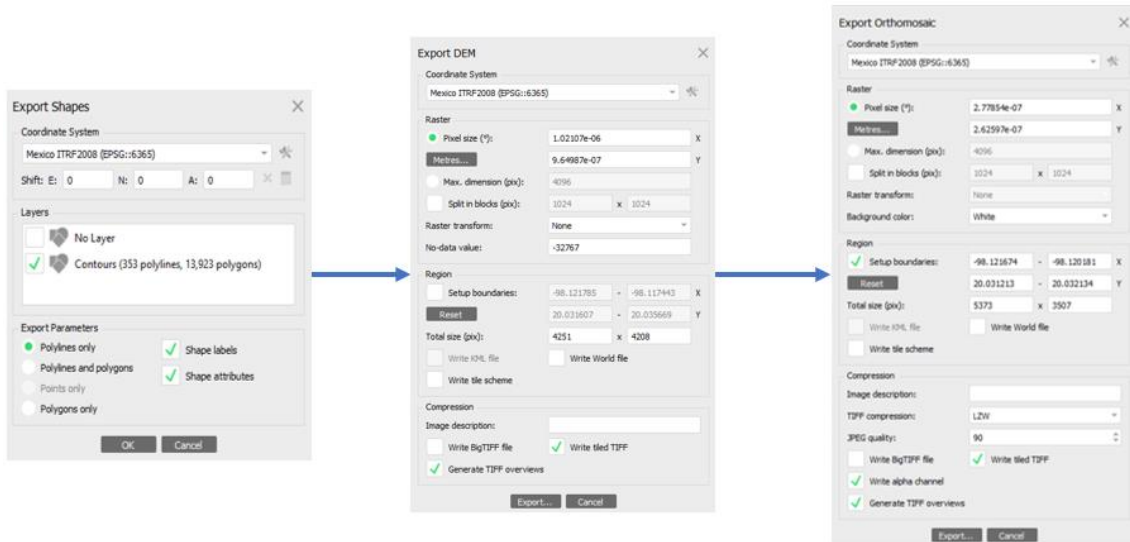 Export Shapes
Coordinate System
Mexico ITRF2008 (EPSG::6365)
Shift: E: 0 N: 0 A: 0
Layers
No Layer
Contours (353 polylines, 13,923 polygons)
Export Parameters
Polylines only
Shape labels
Polylines and polygons
Shape attributes
Points only
Polygons only
OK Cancel
Export DEM
Coordinate System
Mexico ITRF2008 (EPSG::6365)
Raster
Pixel size (°): 1.02107e-06 X
Metres... 9.64987e-07 Y
Max. dimension (pix): 4096
Split in blocks (pix): 1024 x 1024
Raster transform: None
No-data value: -32767
Region
Setup boundaries: -98.121785 - -98.117443 X
Reset 20.031607 - 20.035669 Y
Total size (pix): 4251 x 4208
Write KML file Write World file
Write tile scheme
Compression
Image description:
Write BigTIFF file Write tiled TIFF
Generate TIFF overviews
Export... Cancel
Export Orthomosaic
Coordinate System
Mexico ITRF2008 (EPSG::6365)
Raster
Pixel size (°): 2.77854e-07 X
Metres... 2.62597e-07 Y
Max. dimension (pix): 4096
Split in blocks (pix): 1024 x 1024
Raster transform: None
Background color: White
Region
Setup boundaries: -98.121674 - -98.120181 X
Reset 20.031213 - 20.032134 Y
Total size (pix): 5373 x 3507
Write KML file Write World file
Write tile scheme
Compression
Image description:
TIFF compression: LZW
JPEG quality: 90
Write BigTIFF file Write tiled TIFF
Write alpha channel
Generate TIFF overviews
Export... Cancel